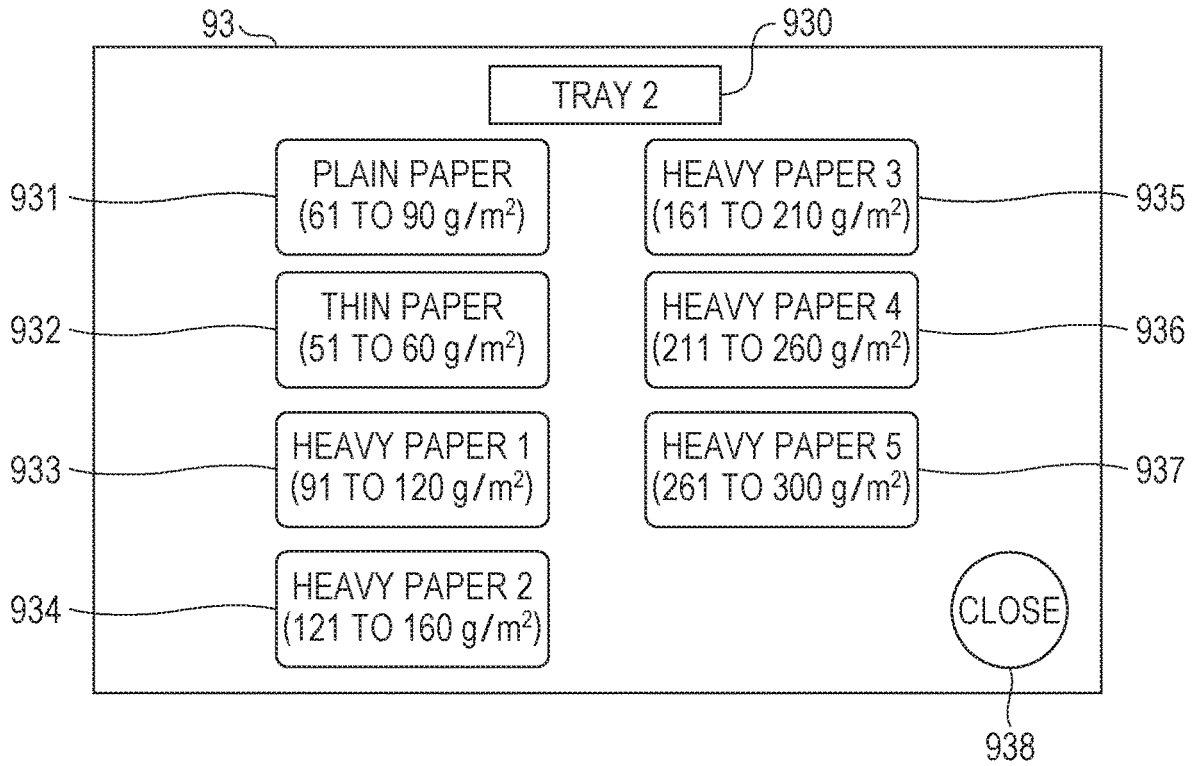 93
930
TRAY 2
931
PLAIN PAPER
(61 TO 90 g/m²)
932
THIN PAPER
(51 TO 60 g/m²)
933
HEAVY PAPER 1
(91 TO 120 g/m²)
934
HEAVY PAPER 2
(121 TO 160 g/m²)
HEAVY PAPER 3
(161 TO 210 g/m²)
935
HEAVY PAPER 4
(211 TO 260 g/m²)
936
HEAVY PAPER 5
(261 TO 300 g/m²)
937
CLOSE
938